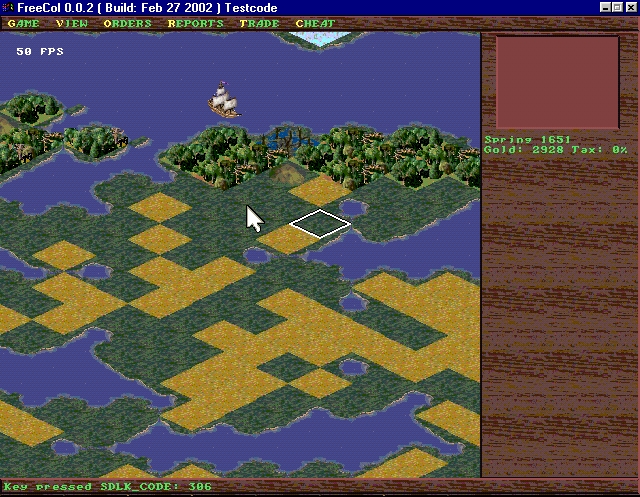 FreeCol 0.0.2 ( Build: Feb 27 2002 ) Testcode
GAME VIEW ORDERS REPORTS TRADE CHEAT
50 FPS
Spring 1651
Gold: 2928 Tax: 0%
Key pressed SDLK_CODE: 306